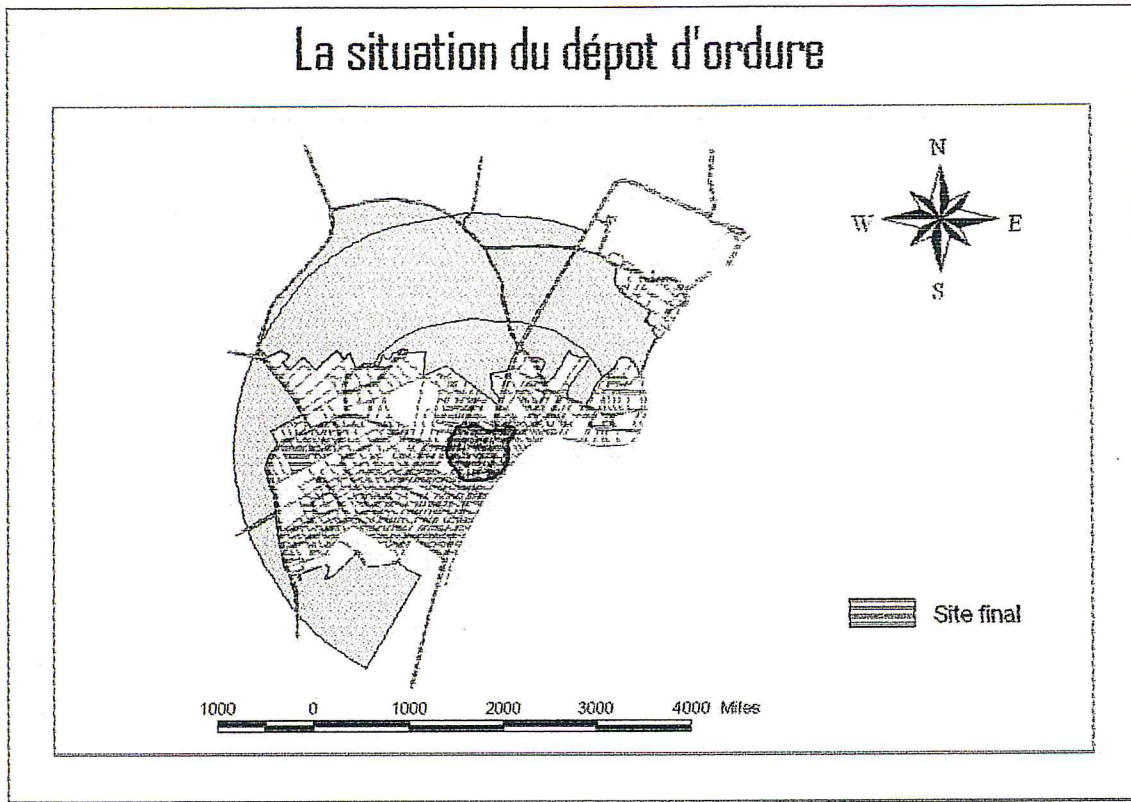 La situation du dépot d'ordure
N
W E
S
Site final
1000 0 1000 2000 3000 4000 Miles